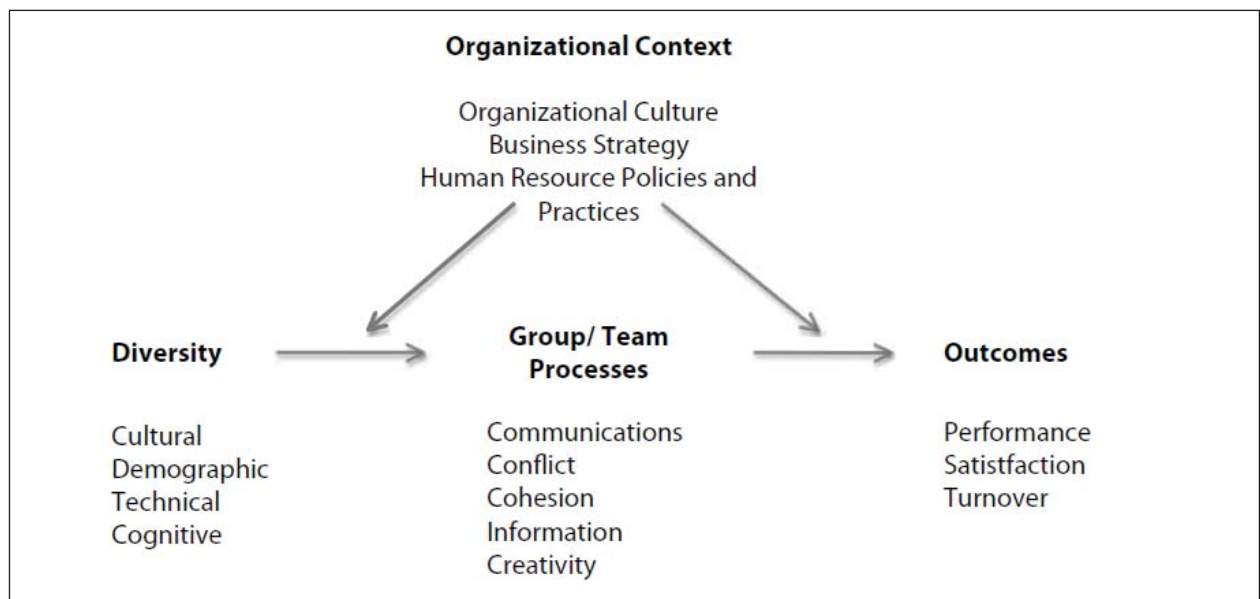 Organizational Context
Organizational Culture
Business Strategy
Human Resource Policies and
Practices
Diversity
Group/ Team
Processes
Outcomes
Cultural
Demographic
Technical
Cognitive
Communications
Conflict
Cohesion
Information
Creativity
Performance
Satistfaction
Turnover